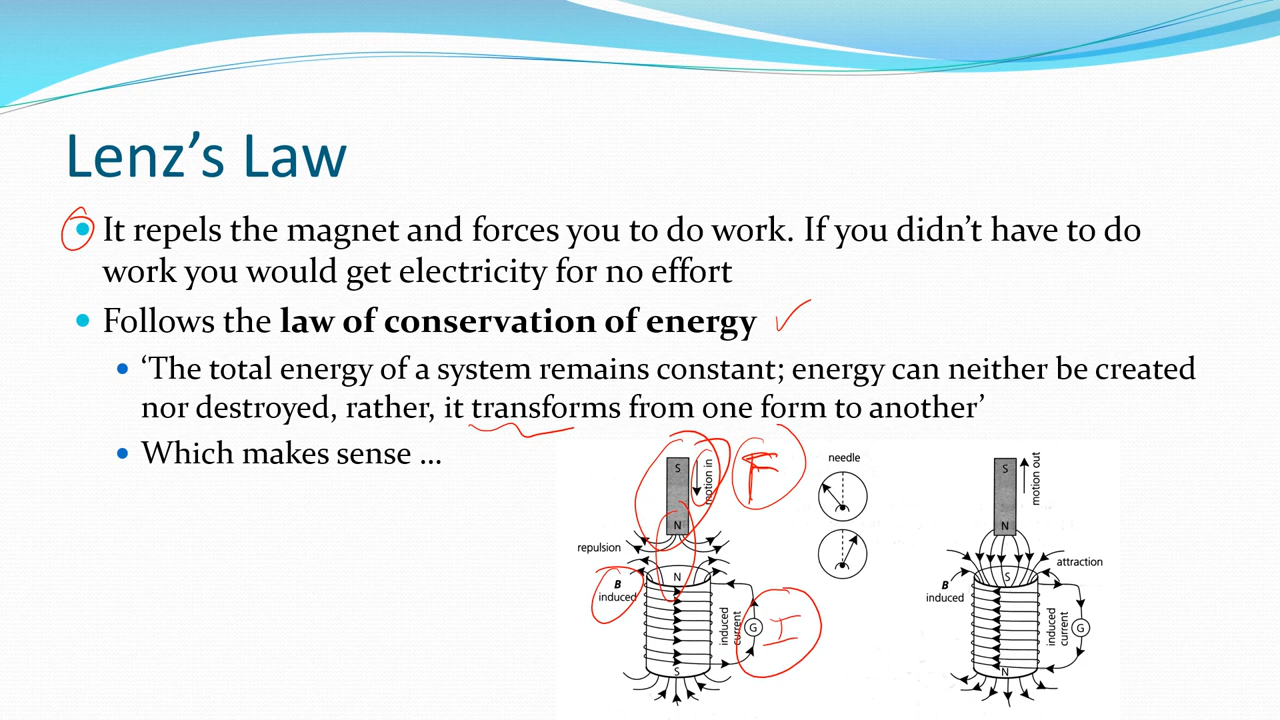 Lenz’s Law
It repels the magnet and forces you to do work. If you didn’t have to do
work you would get electricity for no effort
Follows the law of conservation of energy
‘The total energy of a system remains constant; energy can neither be created
nor destroyed, rather, it transforms from one form to another’
Which makes sense ...
S
motion in
N
F
needle
repulsion
N
B
induced
induced
current
G
I
S
S
motion out
N
attraction
S
B
induced
induced
current
G
N